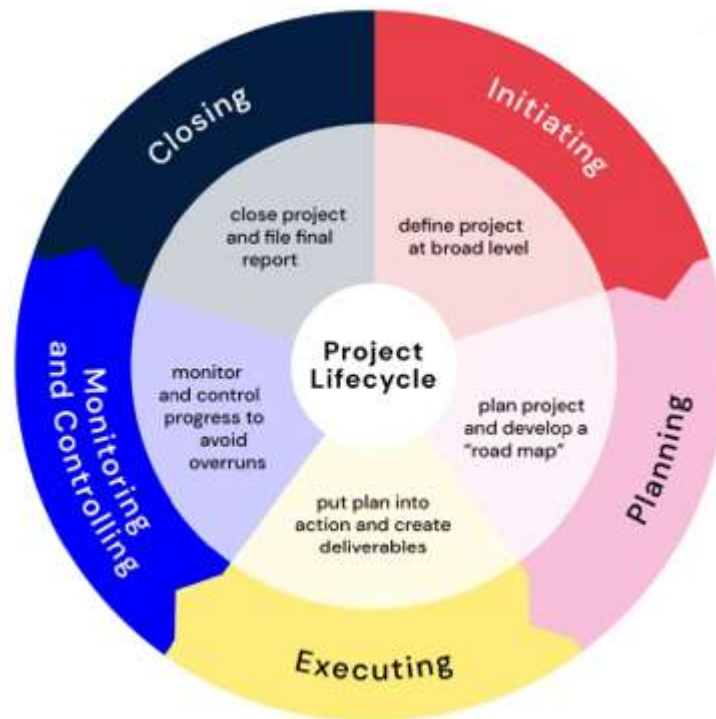 Project
Lifecycle
Initiating
define project
at broad level
Planning
plan project
and develop a
“road map”
Executing
put plan into
action and create
deliverables
Monitoring
and Controlling
monitor
and control
progress to
avoid
overruns
Closing
close project
and file final
report